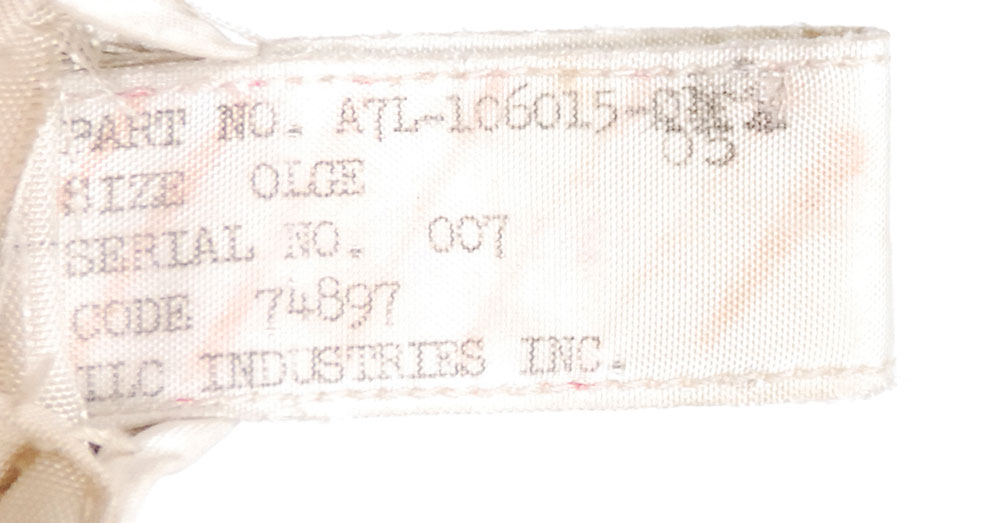 PART NO. A7L-106015-
05
SIZE OLGE
SERIAL NO. 007
CODE 74897
ILC INDUSTRIES INC.